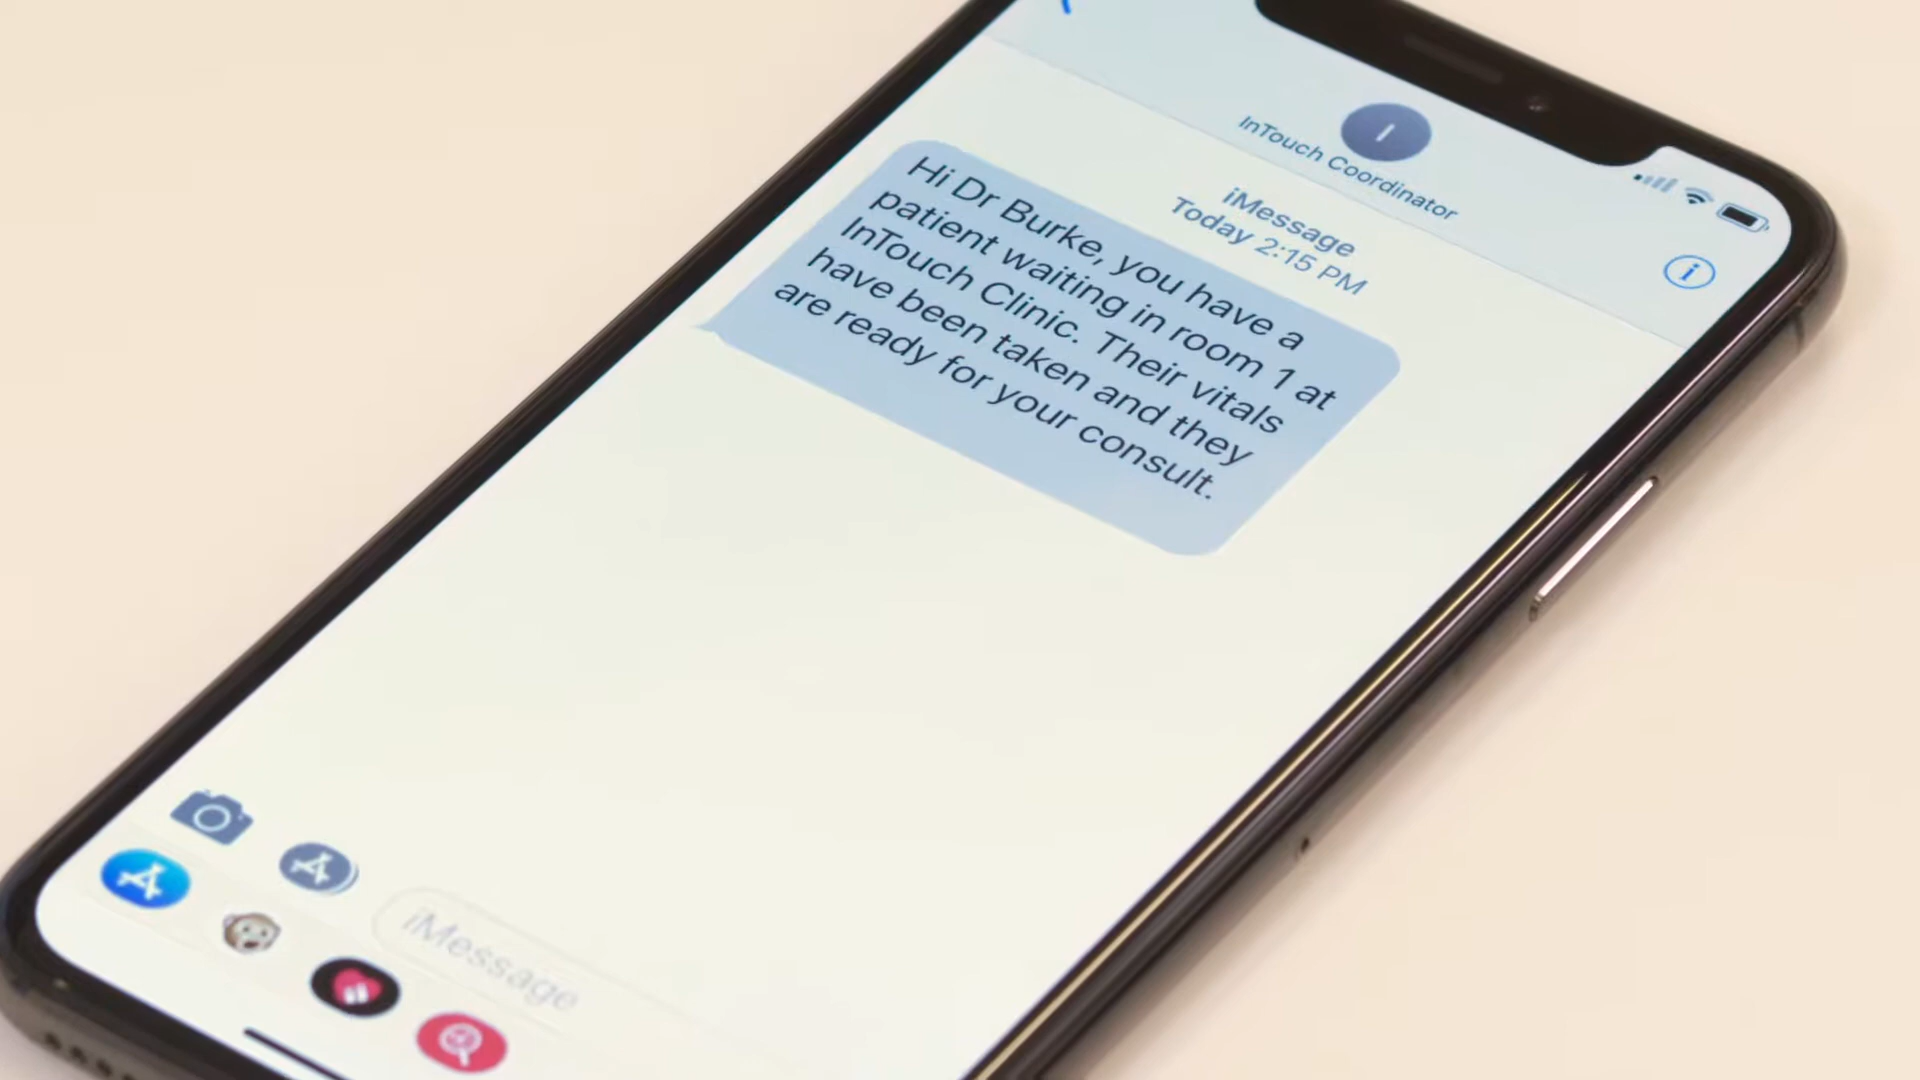 I
InTouch Coordinator
iMessage
Today 2:15 PM
Hi Dr Burke, you have a
patient waiting in room 1 at
InTouch Clinic. Their vitals
have been taken and they
are ready for your consult.
iMessage